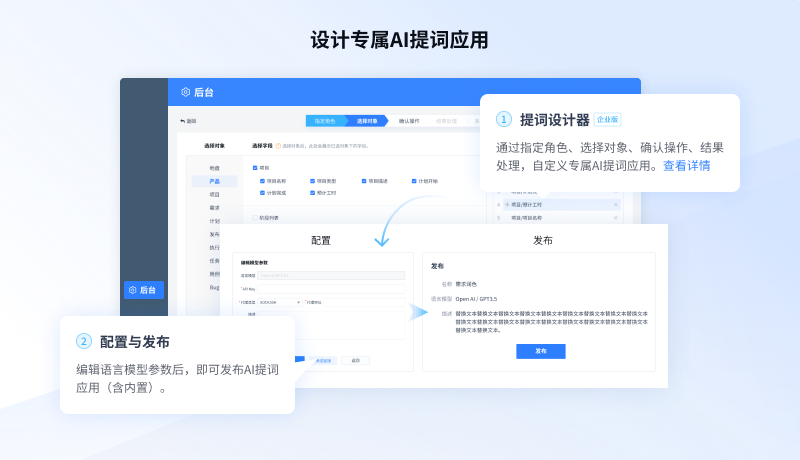 设计专属AI提词应用
后台
返回
指定角色
选择对象
确认操作
结果处理
1 提词设计器 企业版
通过指定角色、选择对象、确认操作、结果
处理，自定义专属AI提词应用。查看详情
选择对象
选择字段
地盘
产品
项目
需求
计划
发布
执行
任务
用例
Bug
项目
项目名称
项目类型
项目描述
计划开始
计划完成
预计工时
阶段列表
4 项目/预计工时
5 项目/项目名称
后台
配置
编辑模型参数
语言模型
API Key
代理类型
描述
返回
发布
发布
名称 需求润色
语言模型 Open AI / GPT3.5
描述 替换文本替换文本替换文本替换文本替换文本替换文本替换文本替换文本替换文本
替换文本替换文本替换文本替换文本替换文本替换文本替换文本替换文本替换文本
替换文本替换文本。
发布
2 配置与发布
编辑语言模型参数后，即可发布AI提词
应用（含内置）。